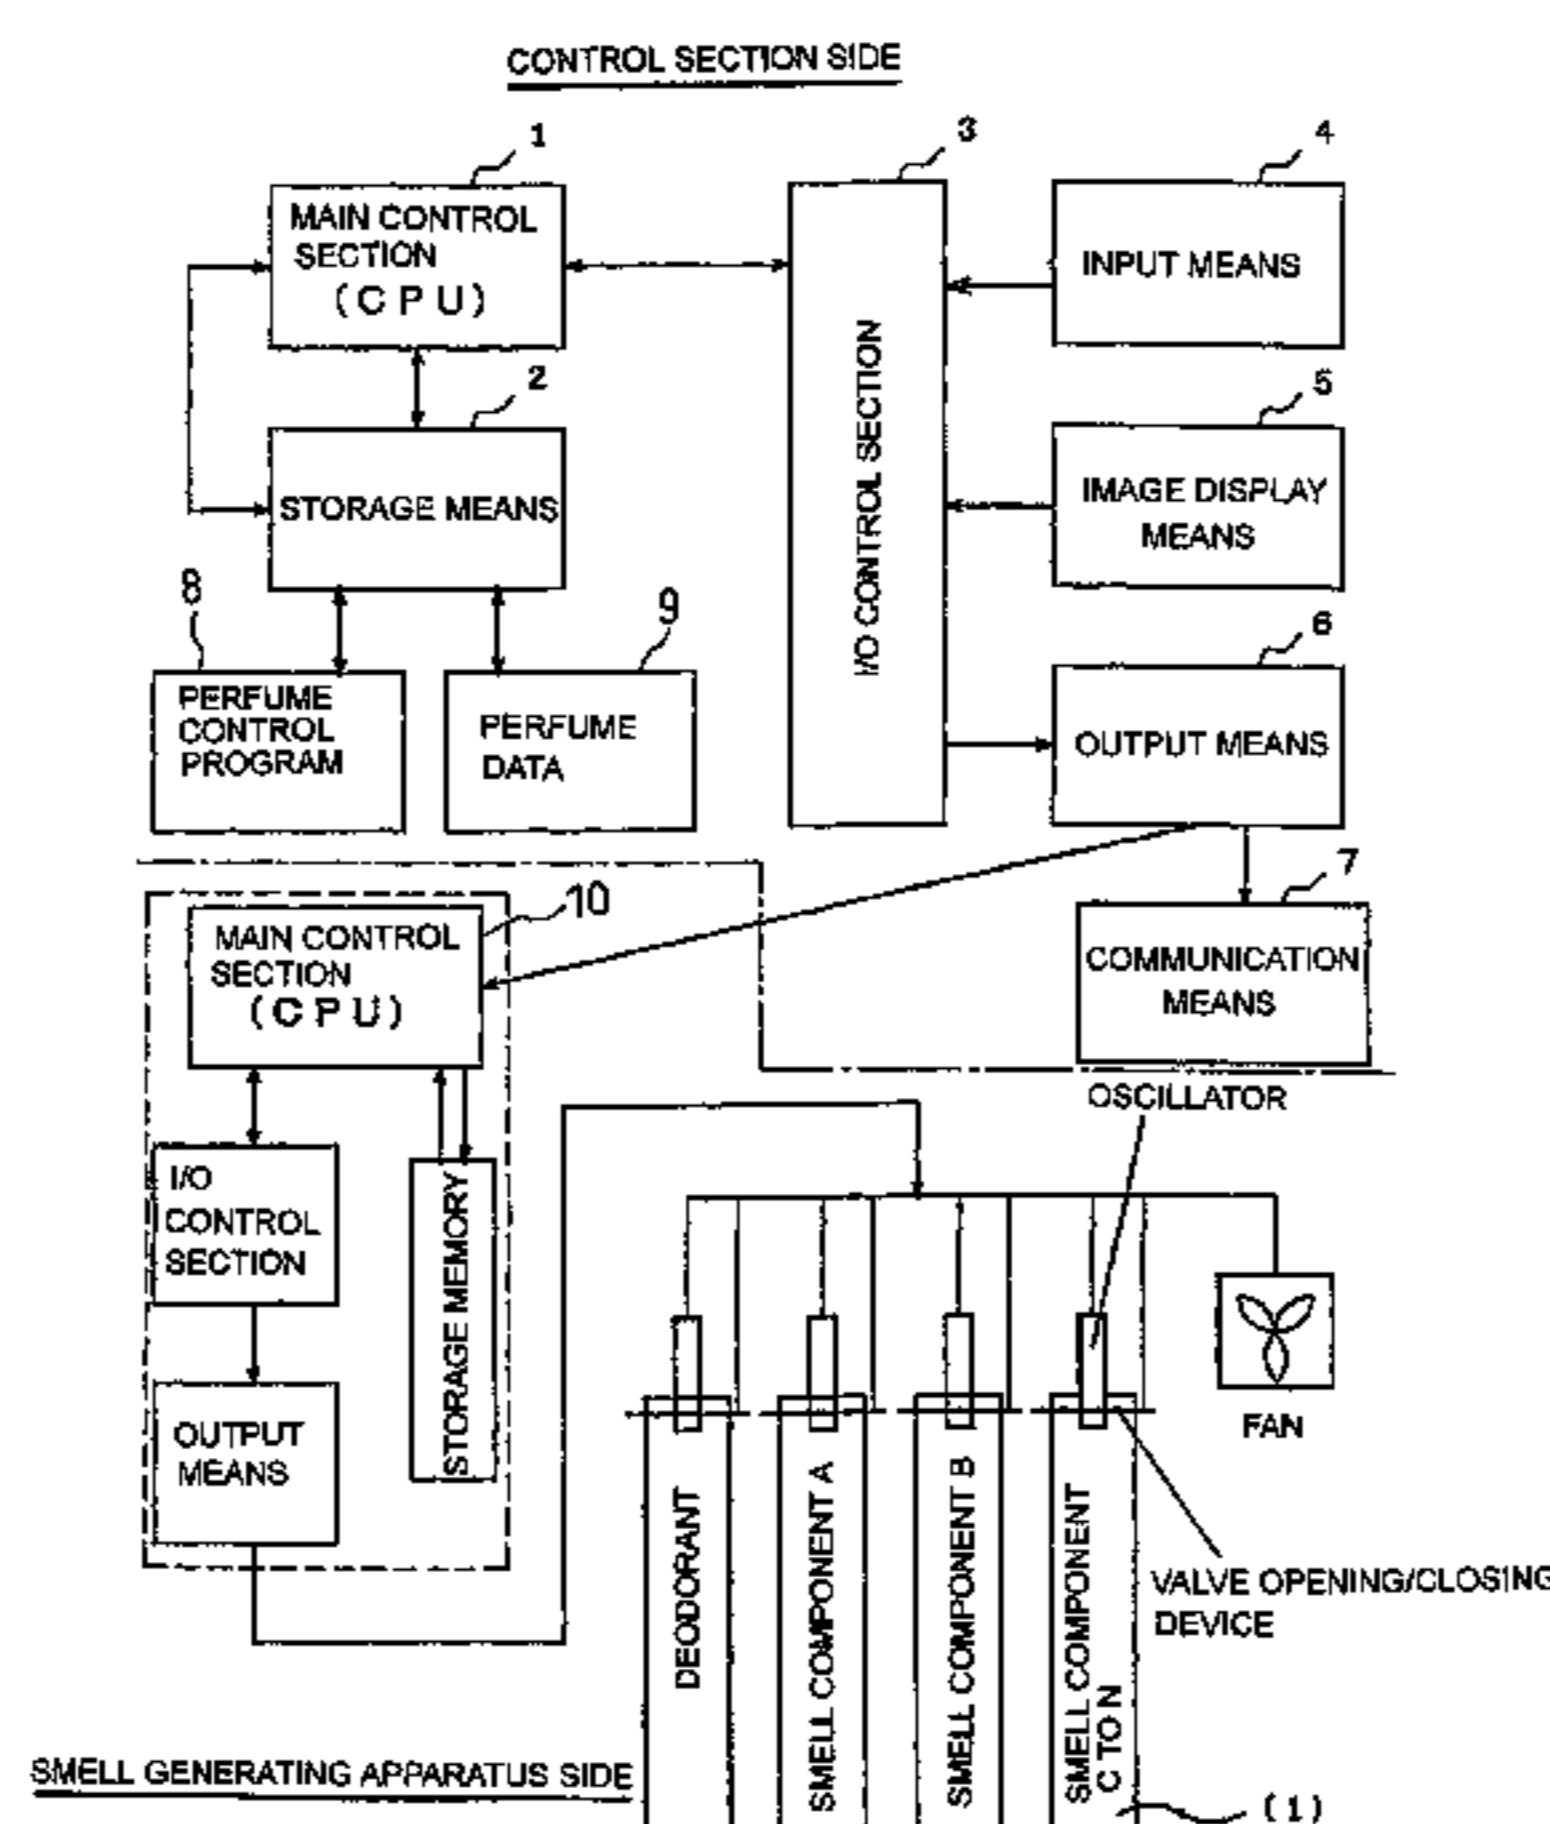 CONTROL SECTION SIDE
1
MAIN CONTROL
SECTION
(CPU)
2
STORAGE MEANS
8
PERFUME
CONTROL
PROGRAM
9
PERFUME
DATA
3
I/O CONTROL SECTION
4
INPUT MEANS
5
IMAGE DISPLAY
MEANS
6
OUTPUT MEANS
7
COMMUNICATION
MEANS
10
MAIN CONTROL
SECTION
(CPU)
I/O
CONTROL
SECTION
OUTPUT
MEANS
STORAGE MEMORY
OSCILLATOR
FAN
VALVE OPENING/CLOSING
DEVICE
DEODORANT
SMELL COMPONENT A
SMELL COMPONENT B
SMELL COMPONENT
C TO N
(1)
SMELL GENERATING APPARATUS SIDE